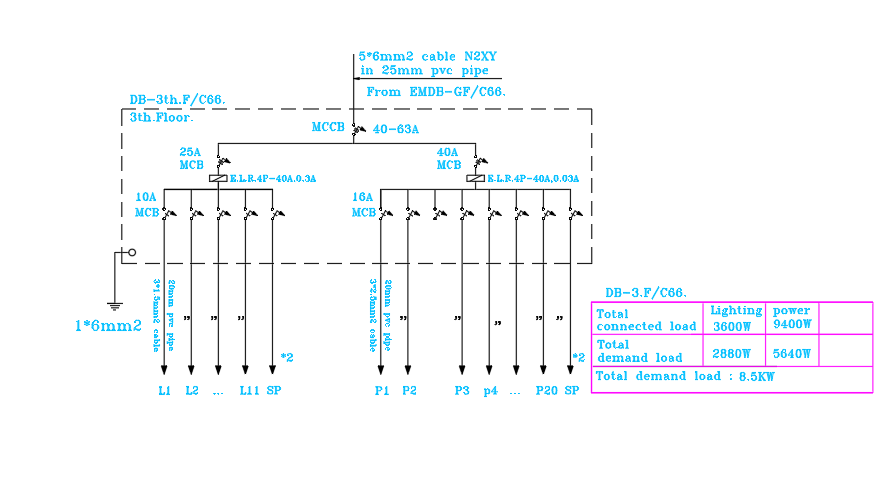 5*6mm2 cable N2XY
in 25mm pvc pipe
From EMDB-GF/C66.
DB-3th.F/C66.
3th.Floor.
MCCB 40-63A
25A
MCB
E.L.R.4P-40A,0.3A
40A
MCB
E.L.R.4P-40A,0.03A
10A
MCB
16A
MCB
1*6mm2
20mm pvc pipe
3*1.5mm2 cable
" " "
*2
20mm pvc pipe
3*2.5mm2 cable
" " " " "
*2
L1 L2 ... L11 SP
P1 P2 P3 p4 ... P20 SP
DB-3.F/C66.
Total
connected load
Lighting
3600W
power
9400W
Total
demand load
2880W
5640W
Total demand load : 8.5KW